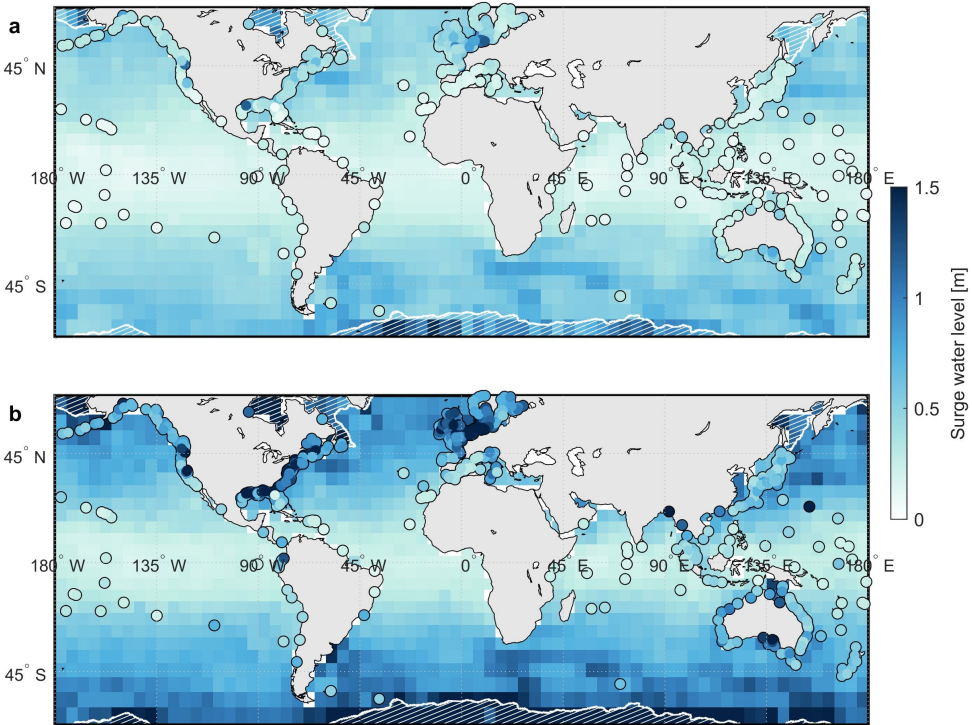 a
45° N
180° W
135° W
90° W
45° W
0°
45° E
90° E
135° E
180° E
45° S
1.5
1
0.5
0
Surge water level [m]
b
45° N
180° W
135° W
90° W
45° W
0°
45° E
90° E
135° E
180° E
45° S